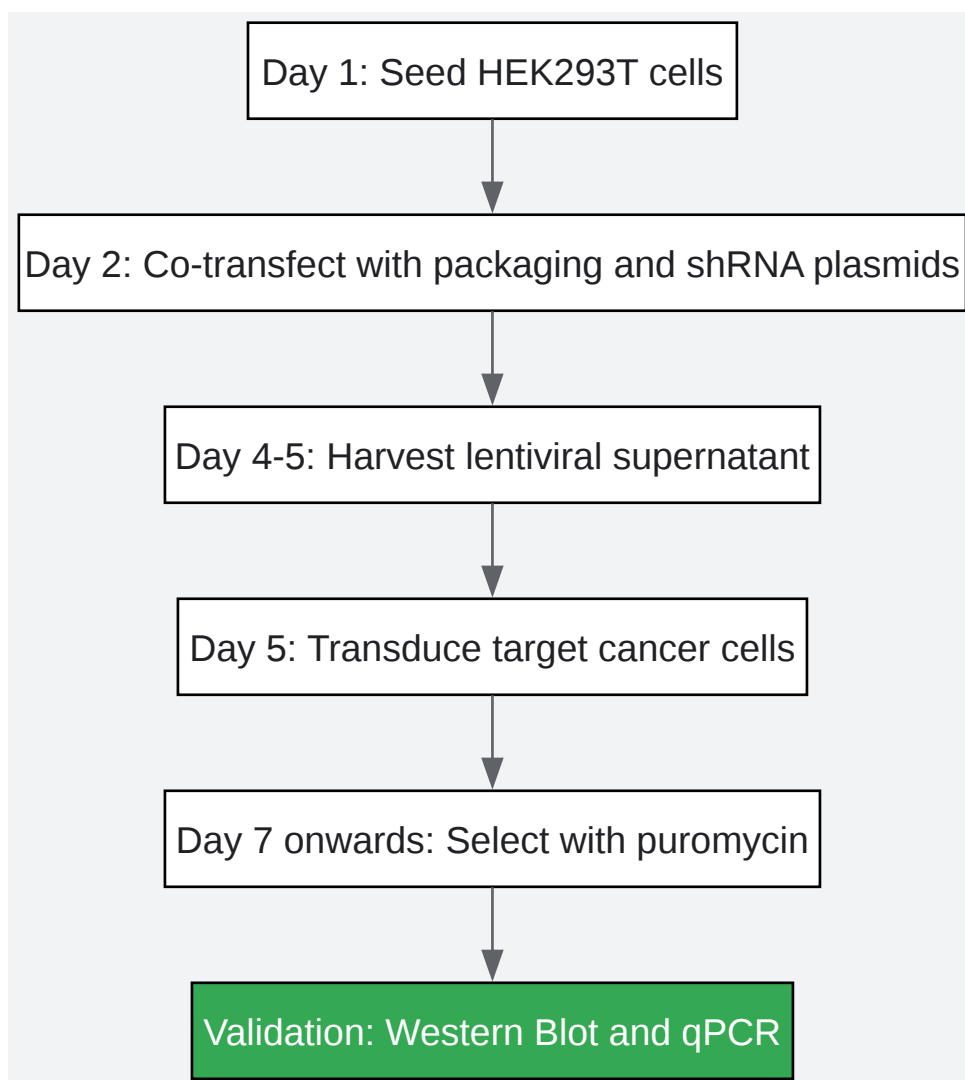 Day 1: Seed HEK293T cells
Day 2: Co-transfect with packaging and shRNA plasmids
Day 4-5: Harvest lentiviral supernatant
Day 5: Transduce target cancer cells
Day 7 onwards: Select with puromycin
Validation: Western Blot and qPCR